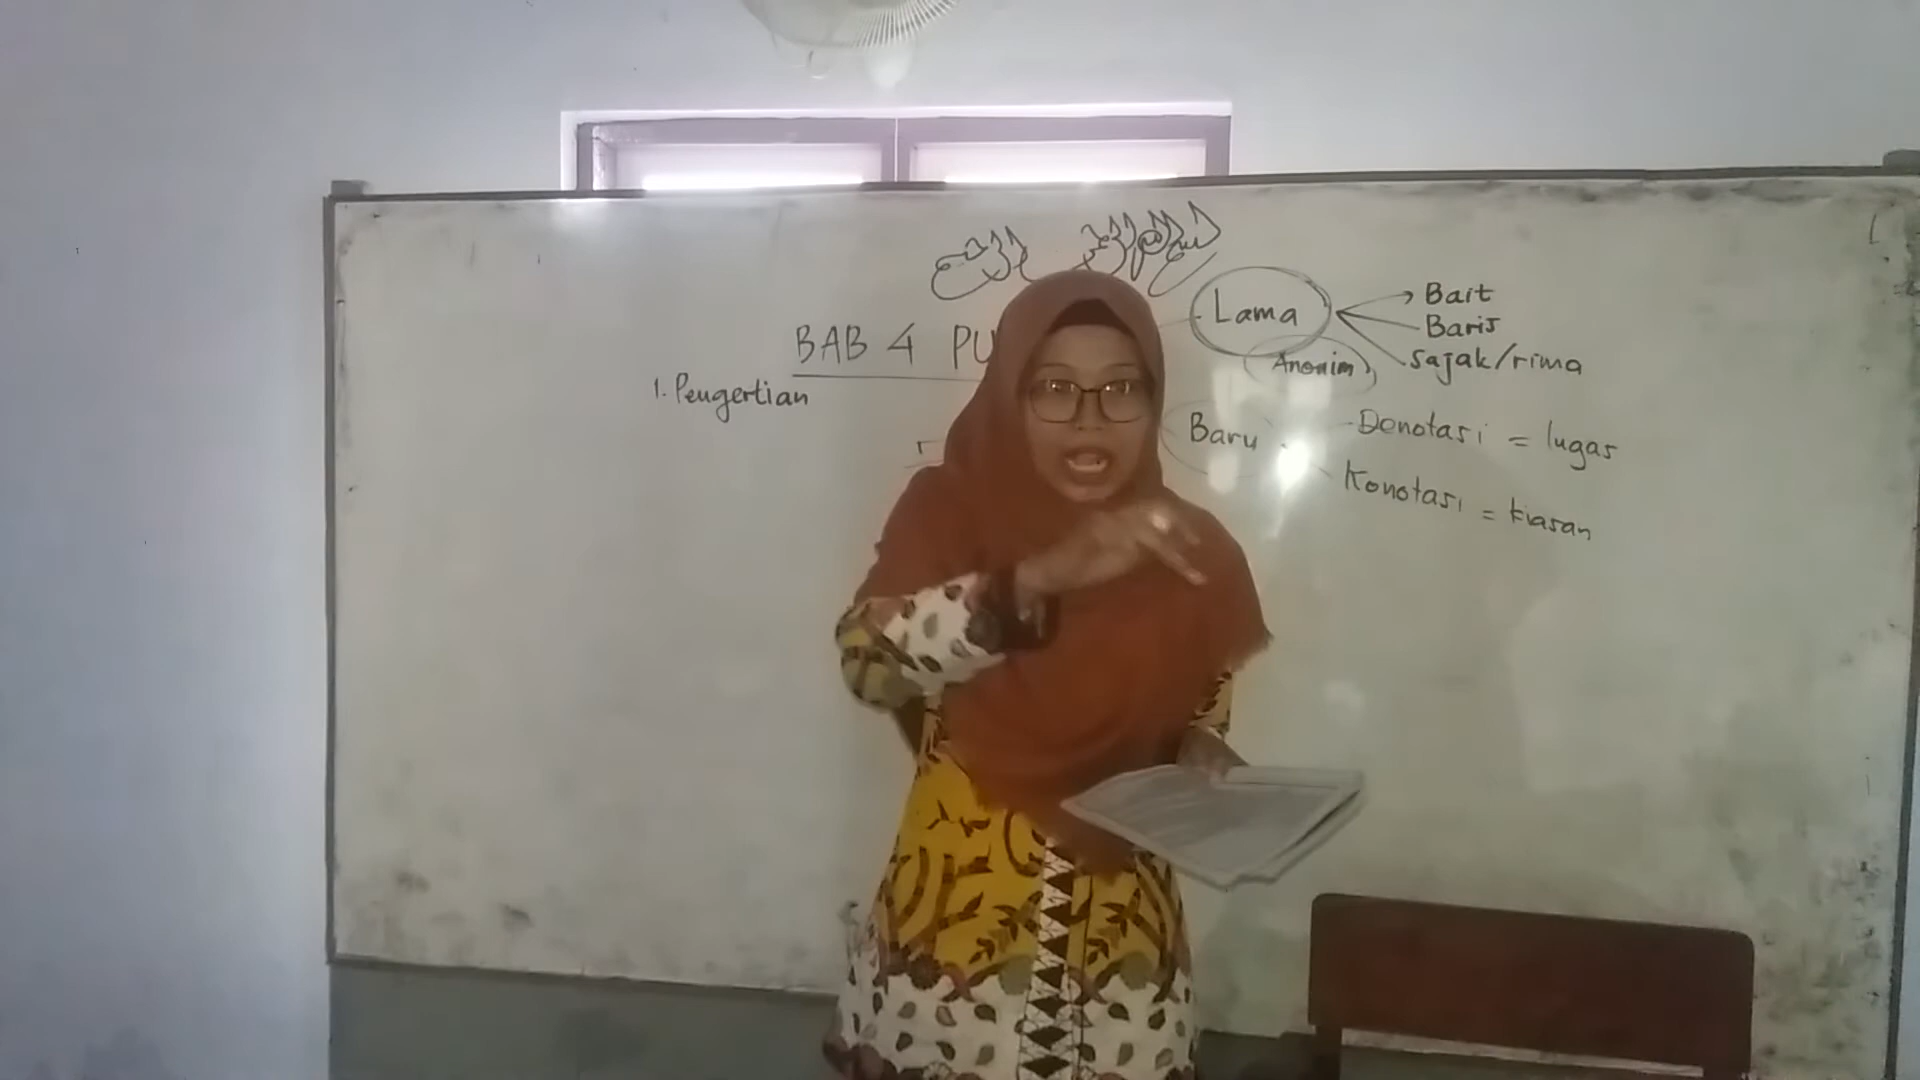 بسم الله الرحمن الرحيم
BAB 4 PU
1. Pengertian
Lama
Bait
Baris
Sajak/rima
Anonim
Baru
Denotasi = lugas
Konotasi = kiasan